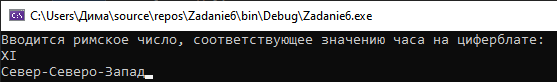 C:\Users\Дима\source\repos\Zadanie6\bin\Debug\Zadanie6.exe
Вводится римское число, соответствующее значению часа на циферблате:
XI
Север-Северо-Запад